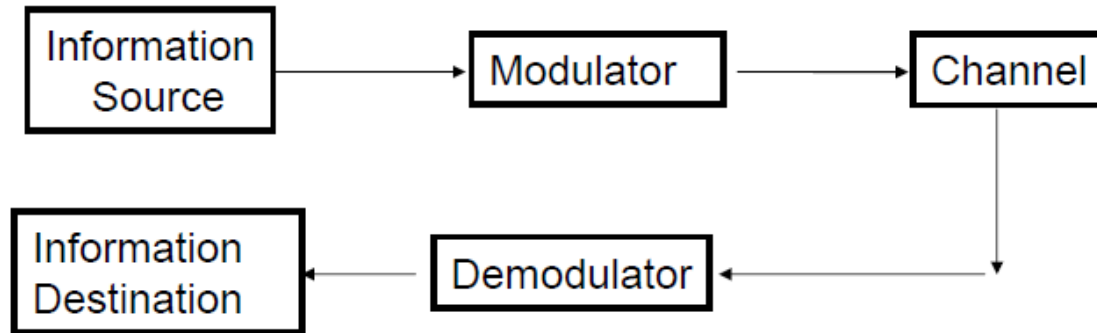 Information
Source
Modulator
Channel
Information
Destination
Demodulator